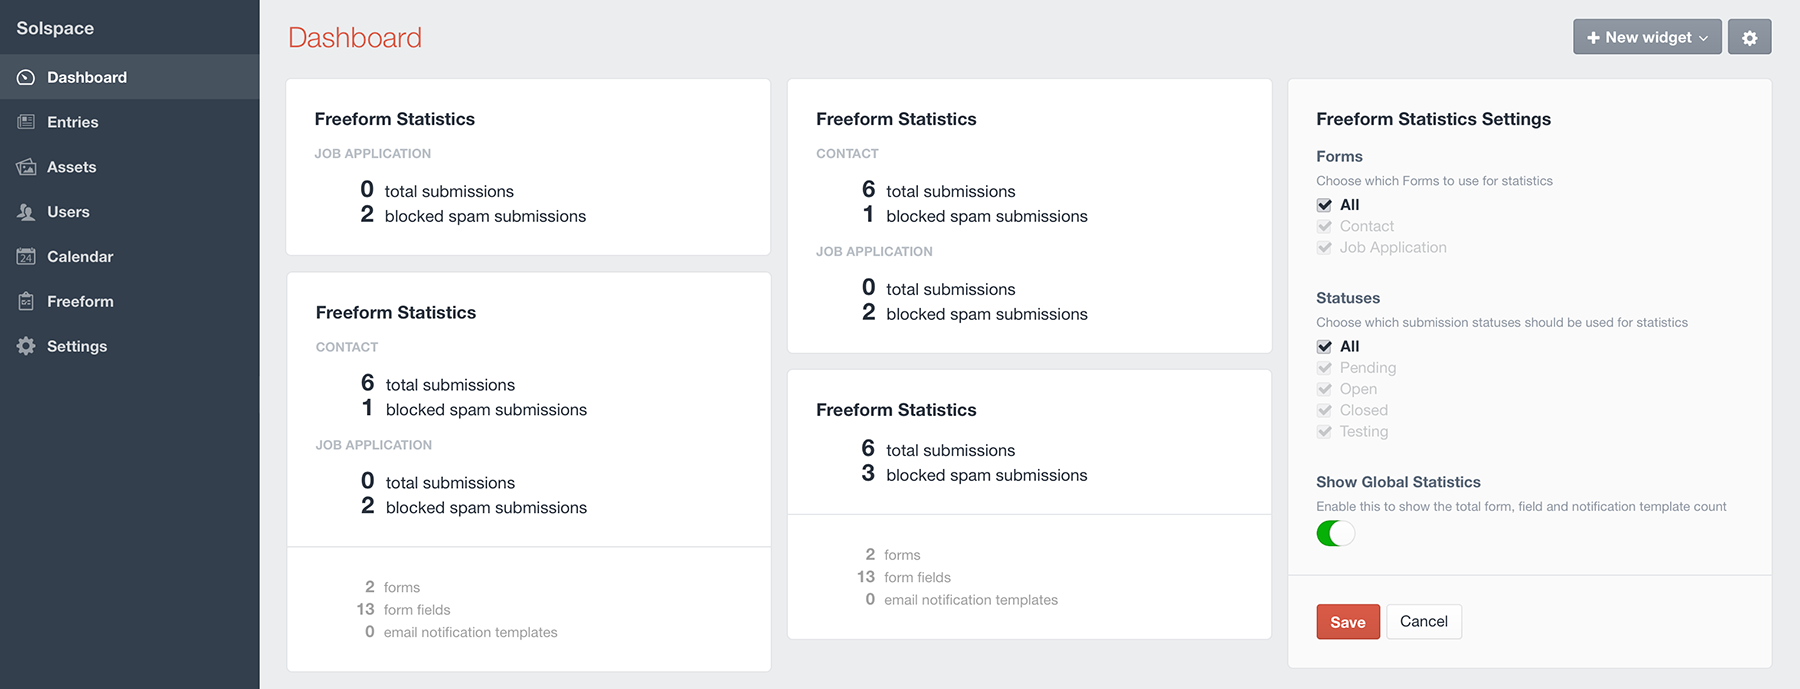 Solspace
Dashboard
Entries
Assets
Users
24
Calendar
Freeform
Settings
Dashboard
New widget
Freeform Statistics
JOB APPLICATION
0 total submissions
2 blocked spam submissions
Freeform Statistics
CONTACT
6 total submissions
1 blocked spam submissions
JOB APPLICATION
0 total submissions
2 blocked spam submissions
2 forms
13 form fields
0 email notification templates
Freeform Statistics
CONTACT
6 total submissions
1 blocked spam submissions
JOB APPLICATION
0 total submissions
2 blocked spam submissions
Freeform Statistics
6 total submissions
3 blocked spam submissions
2 forms
13 form fields
0 email notification templates
Freeform Statistics Settings
Forms
Choose which Forms to use for statistics
All
Contact
Job Application
Statuses
Choose which submission statuses should be used for statistics
All
Pending
Open
Closed
Testing
Show Global Statistics
Enable this to show the total form, field and notification template count
Save
Cancel